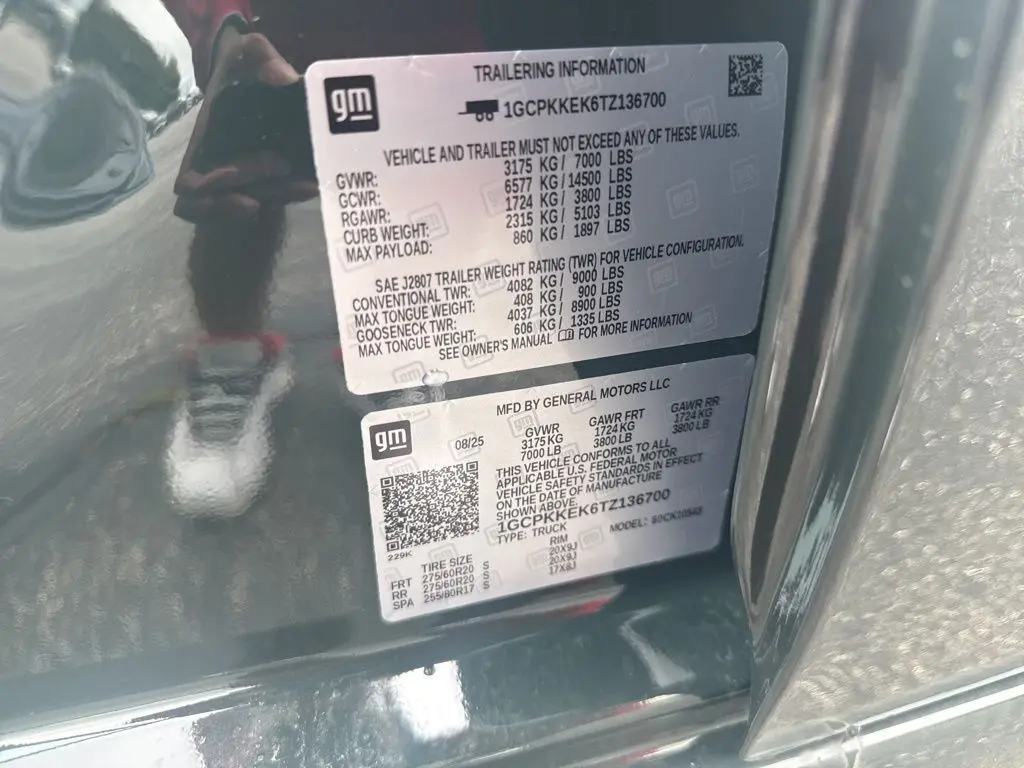 gm
TRAILERING INFORMATION
1GCPKKEK6TZ136700
VEHICLE AND TRAILER MUST NOT EXCEED ANY OF THESE VALUES.
GVWR: 3175 KG/ 7000 LBS
GCWR: 6577 KG/14500 LBS
RGAWR: 1724 KG/ 3800 LBS
CURB WEIGHT: 2315 KG/ 5103 LBS
MAX PAYLOAD: 860 KG/ 1897 LBS
SAE J2807 TRAILER WEIGHT RATING (TWR) FOR VEHICLE CONFIGURATION.
CONVENTIONAL TWR: 4082 KG/ 9000 LBS
MAX TONGUE WEIGHT: 408 KG/ 900 LBS
GOOSENECK TWR: 4037 KG/ 8900 LBS
MAX TONGUE WEIGHT: 606 KG/ 1335 LBS
SEE OWNER'S MANUAL FOR MORE INFORMATION
gm
MFD BY GENERAL MOTORS LLC
08/25
GVWR GAWR FRT GAWR RR
3175 KG 1724 KG 1724 KG
7000 LB 3800 LB 3800 LB
THIS VEHICLE CONFORMS TO ALL
APPLICABLE U.S. FEDERAL MOTOR
VEHICLE SAFETY STANDARDS IN EFFECT
ON THE DATE OF MANUFACTURE
SHOWN ABOVE.
1GCPKKEK6TZ136700
TYPE: TRUCK MODEL:
229K
TIRE SIZE RIM
FRT 275/60R20 S 20X9J
RR 275/60R20 S 20X9J
SPA 255/80R17 S 17X8J